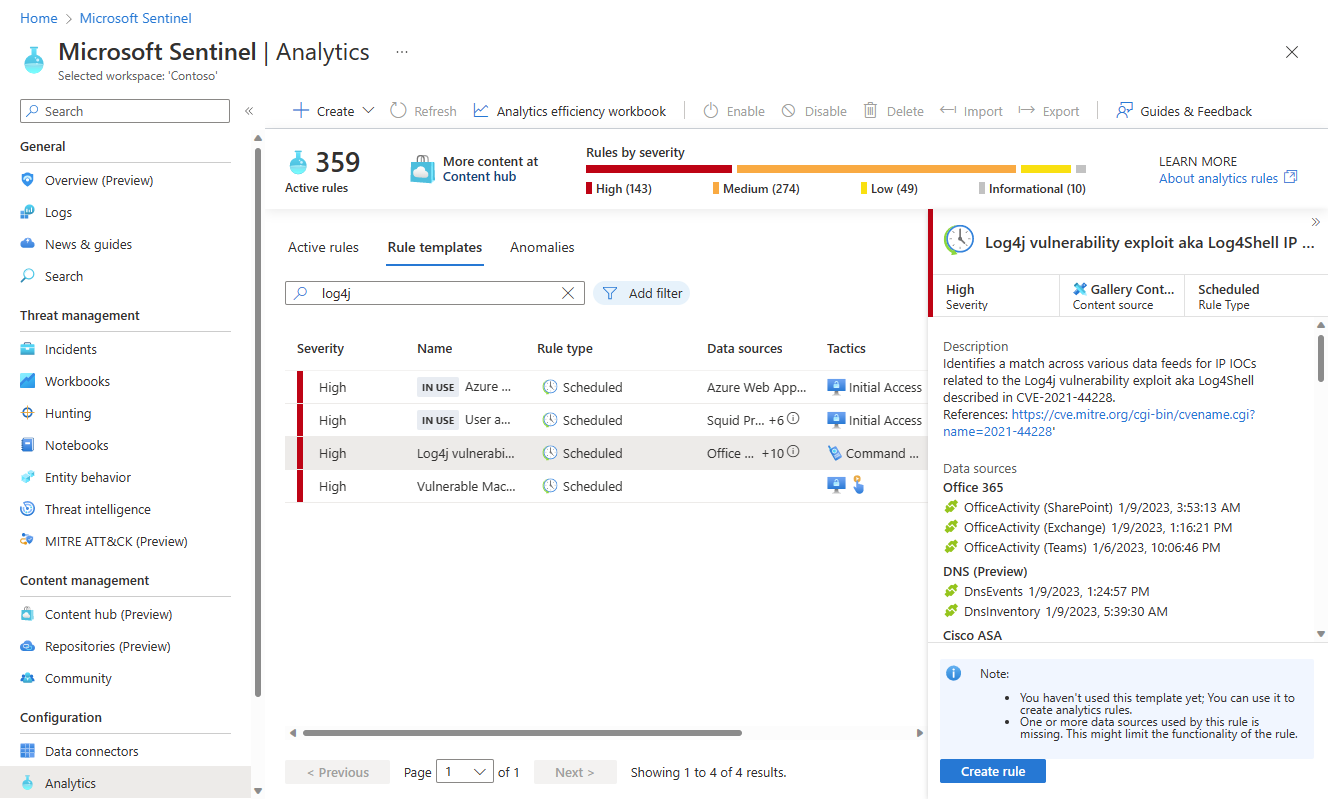 Home > Microsoft Sentinel
Microsoft Sentinel | Analytics ...
Selected workspace: 'Contoso'
Search «
General
Overview (Preview)
Logs
News & guides
Search
Threat management
Incidents
Workbooks
Hunting
Notebooks
Entity behavior
Threat intelligence
MITRE ATT&CK (Preview)
Content management
Content hub (Preview)
Repositories (Preview)
Community
Configuration
Data connectors
Analytics
Create Refresh Analytics efficiency workbook Enable Disable Delete Import Export Guides & Feedback
359
Active rules
More content at
Content hub
Rules by severity
High (143) Medium (274) Low (49) Informational (10)
LEARN MORE
About analytics rules
Active rules Rule templates Anomalies
log4j Add filter
Severity Name Rule type Data sources Tactics
High IN USE Azure ... Scheduled Azure Web App... Initial Access
High IN USE User a... Scheduled Squid Pr... +6 Initial Access
High Log4j vulnerabi... Scheduled Office ... +10 Command ...
High Vulnerable Mac... Scheduled
< Previous Page 1 of 1 Next > Showing 1 to 4 of 4 results.
»
Log4j vulnerability exploit aka Log4Shell IP ...
High Gallery Cont... Scheduled
Severity Content source Rule Type
Description
Identifies a match across various data feeds for IP IOCs
related to the Log4j vulnerability exploit aka Log4Shell
described in CVE-2021-44228.
References: https://cve.mitre.org/cgi-bin/cvename.cgi?
name=2021-44228'
Data sources
Office 365
OfficeActivity (SharePoint) 1/9/2023, 3:53:13 AM
OfficeActivity (Exchange) 1/9/2023, 1:16:21 PM
OfficeActivity (Teams) 1/6/2023, 10:06:46 PM
DNS (Preview)
DnsEvents 1/9/2023, 1:24:57 PM
DnsInventory 1/9/2023, 5:39:30 AM
Cisco ASA
Note:
• You haven't used this template yet; You can use it to
create analytics rules.
• One or more data sources used by this rule is
missing. This might limit the functionality of the rule.
Create rule